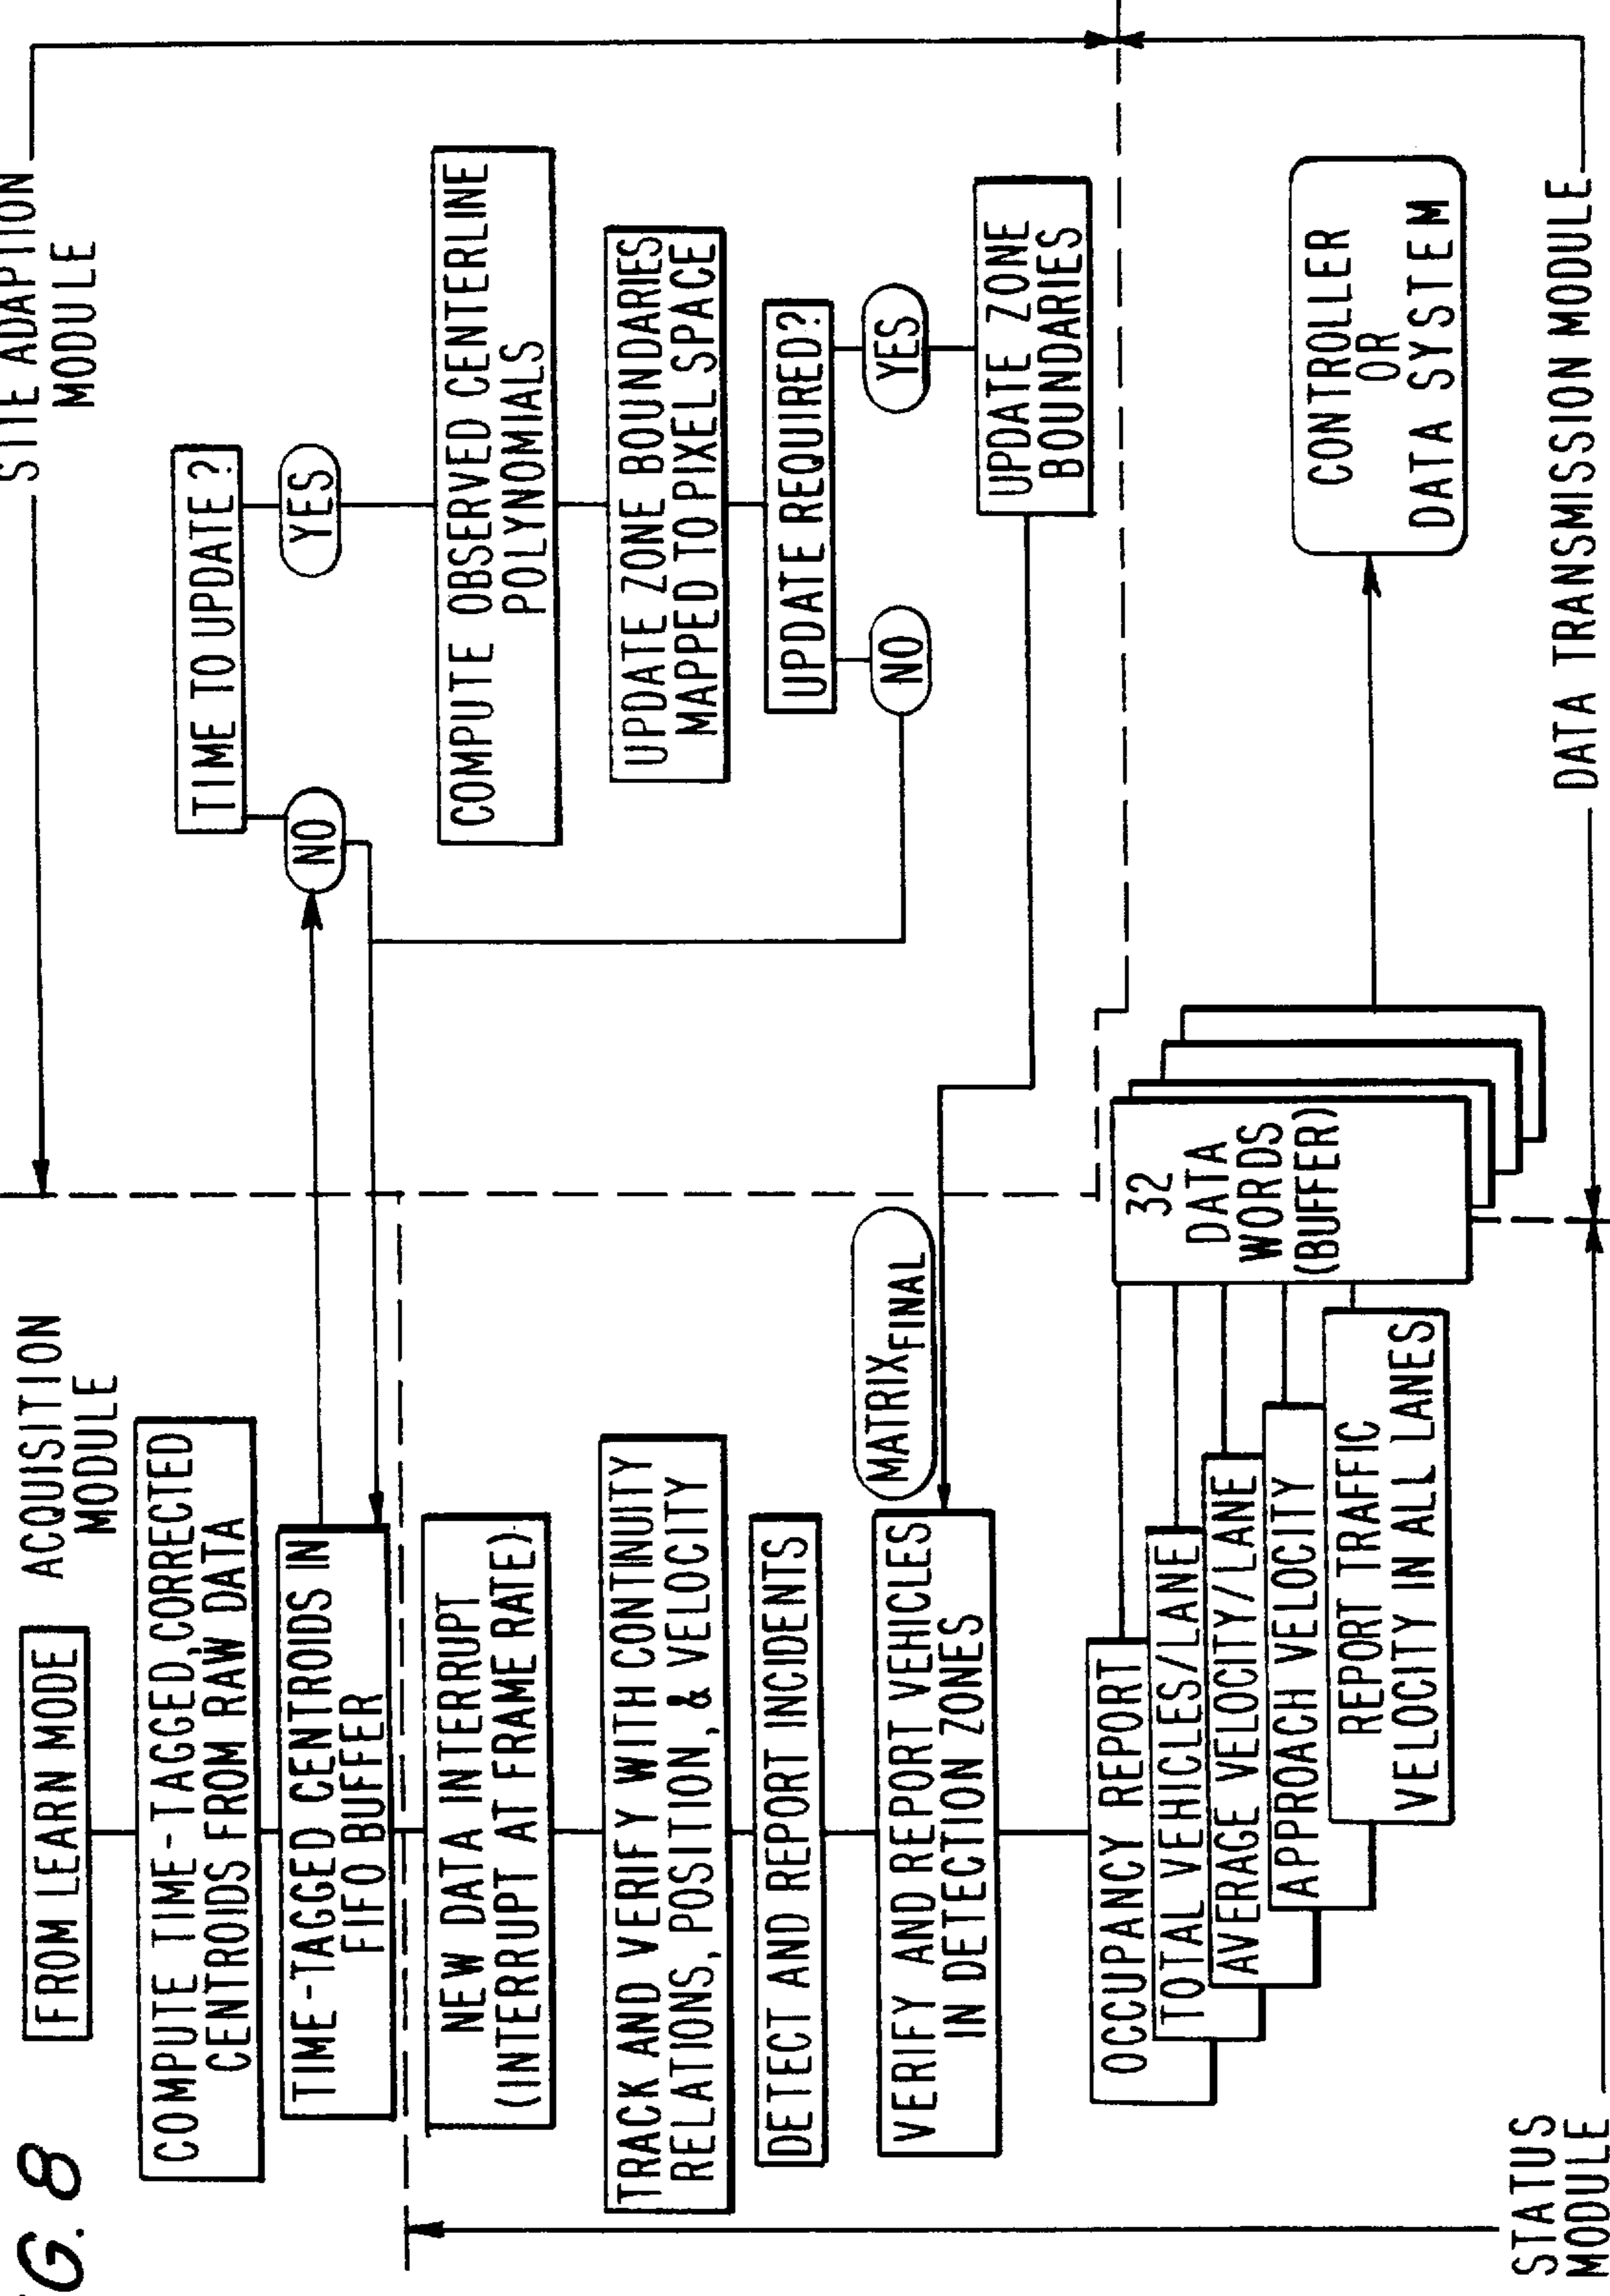 G. 8
ACQUISITION
MODULE
FROM LEARN MODE
COMPUTE TIME-TAGGED, CORRECTED
CENTROIDS FROM RAW DATA
TIME-TAGGED CENTROIDS IN
FIFO BUFFER
NEW DATA INTERRUPT
(INTERRUPT AT FRAME RATE)
TRACK AND VERIFY WITH CONTINUITY
RELATIONS, POSITION, & VELOCITY
DETECT AND REPORT INCIDENTS
VERIFY AND REPORT VEHICLES
IN DETECTION ZONES
MATRIX FINAL
OCCUPANCY REPORT
TOTAL VEHICLES/LANE
AVERAGE VELOCITY/LANE
APPROACH VELOCITY
REPORT TRAFFIC
VELOCITY IN ALL LANES
STATUS
MODULE
SITE ADAPTION
MODULE
TIME TO UPDATE ?
NO
YES
COMPUTE OBSERVED CENTERLINE
POLYNOMIALS
UPDATE ZONE BOUNDARIES
MAPPED TO PIXEL SPACE
UPDATE REQUIRED?
NO
YES
UPDATE ZONE
BOUNDARIES
32
DATA
WORDS
(BUFFER)
CONTROLLER
OR
DATA SYSTEM
DATA TRANSMISSION MODULE